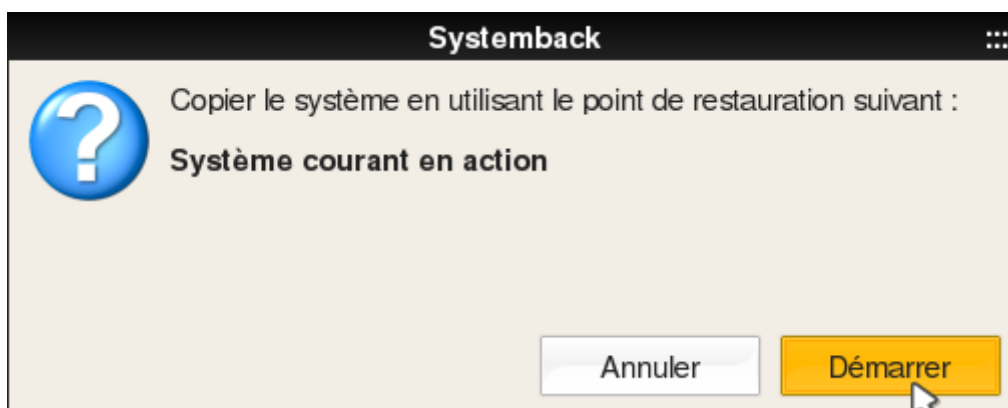 Systemback
Copier le système en utilisant le point de restauration suivant :
Système courant en action
Annuler
Démarrer